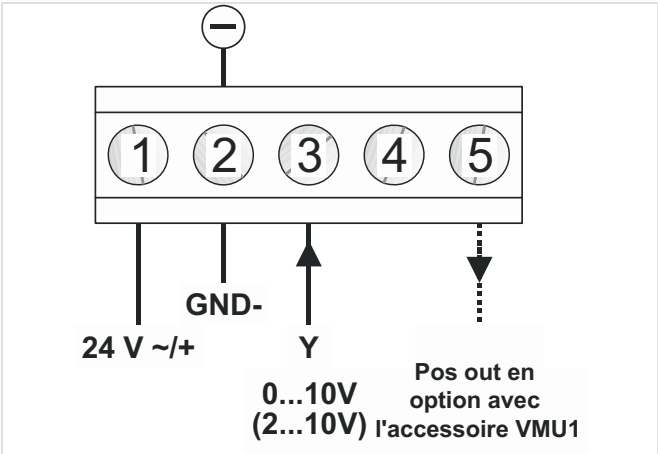 1 2 3 4 5
GND-
24 V ~/+
Y
0...10V
(2...10V)
Pos out en
option avec
l'accessoire VMU1